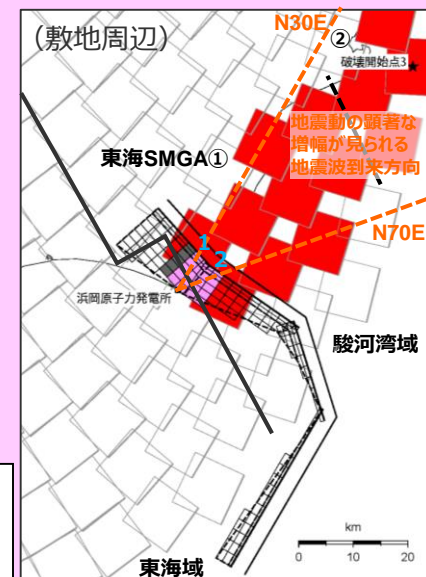 （敷地周辺）
N30E
②
破壊開始点3
地震動の顕著な
増幅が見られる
地震波到来方向
東海SMGA①
N70E
1
2
浜岡原子力発電所
駿河湾域
km
0 10 20
東海域